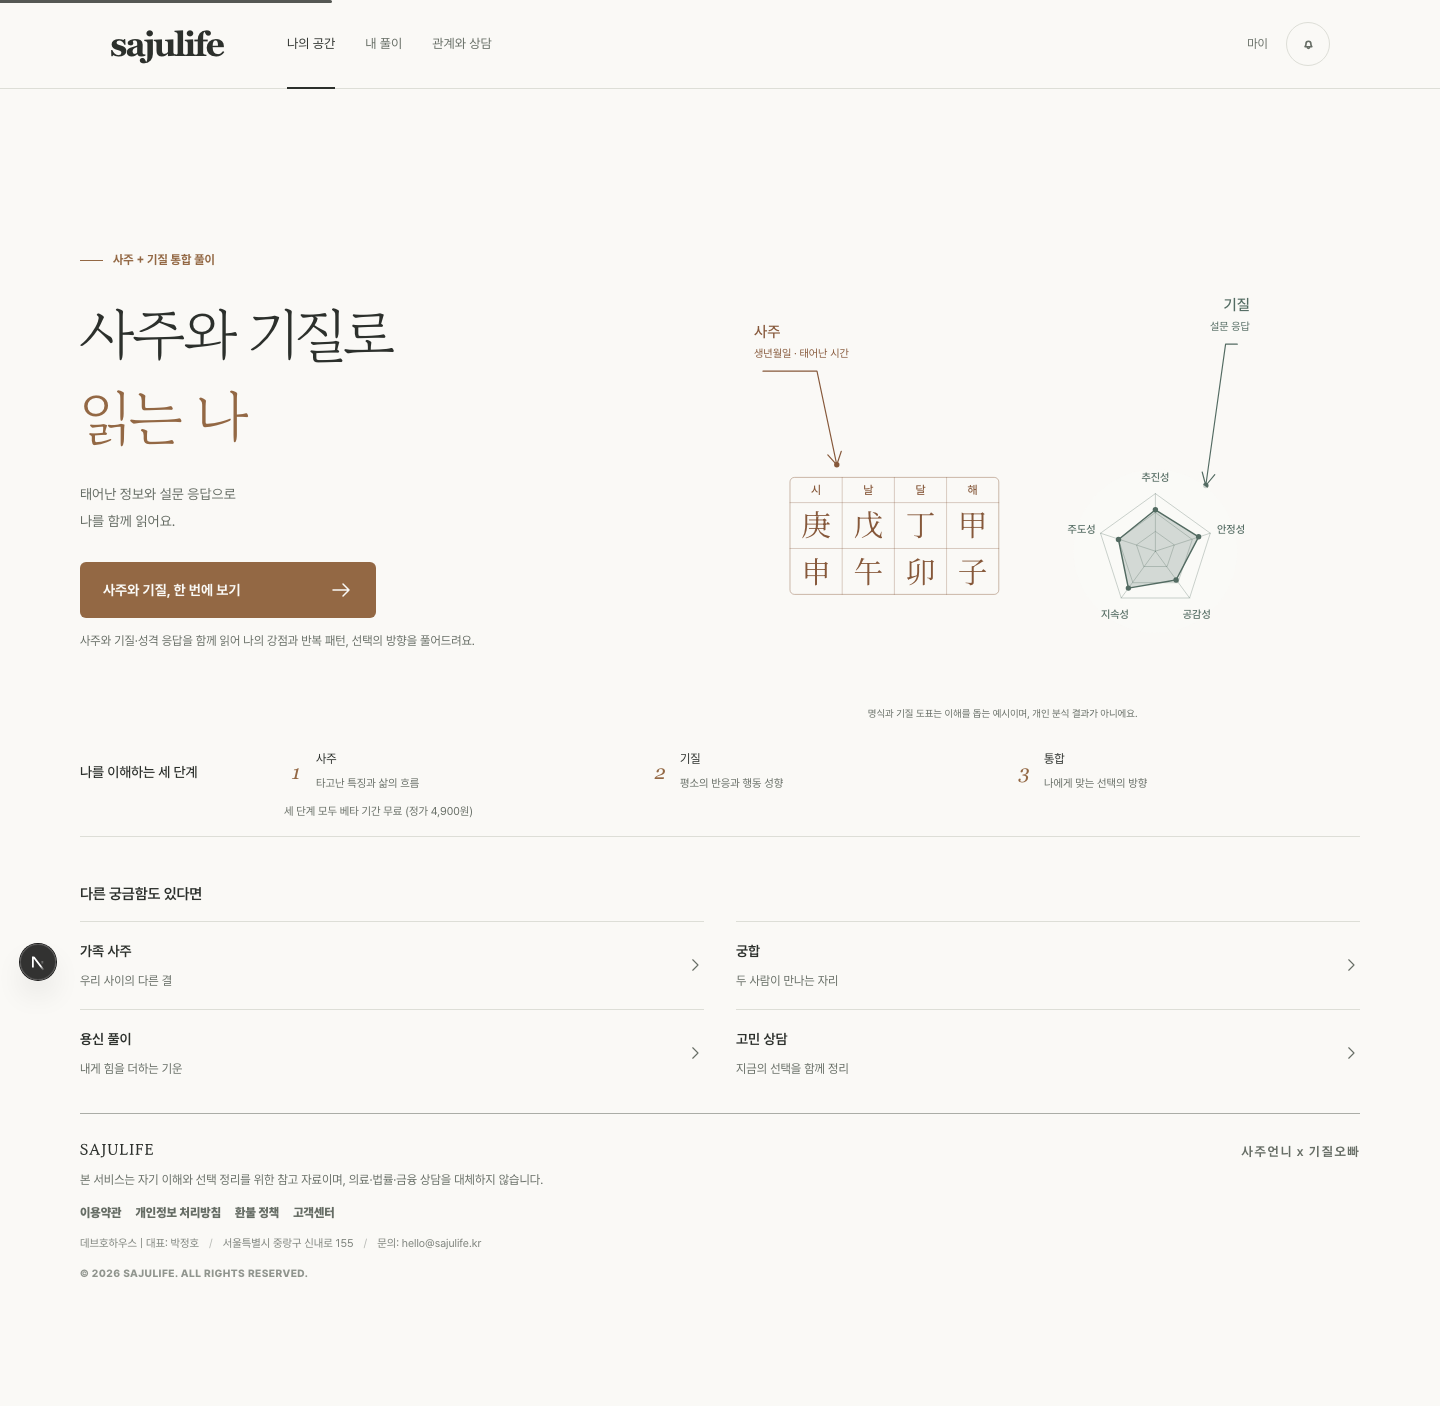 sajulife
나의 공간
내 풀이
관계와 상담
마이
사주 + 기질 통합 풀이
사주와 기질로
읽는 나
태어난 정보와 설문 응답으로
나를 함께 읽어요.
사주와 기질, 한 번에 보기
사주와 기질·성격 응답을 함께 읽어 나의 강점과 반복 패턴, 선택의 방향을 풀어드려요.
사주
생년월일 · 태어난 시간
기질
설문 응답
시 날 달 해
庚 戊 丁 甲
申 午 卯 子
추진성
주도성
안정성
지속성
공감성
명식과 기질 도표는 이해를 돕는 예시이며, 개인 분석 결과가 아니에요.
나를 이해하는 세 단계
1 사주
타고난 특징과 삶의 흐름
2 기질
평소의 반응과 행동 성향
3 통합
나에게 맞는 선택의 방향
세 단계 모두 베타 기간 무료 (정가 4,900원)
다른 궁금함도 있다면
가족 사주
우리 사이의 다른 결
궁합
두 사람이 만나는 자리
용신 풀이
내게 힘을 더하는 기운
고민 상담
지금의 선택을 함께 정리
SAJULIFE
사주언니 x 기질오빠
본 서비스는 자기 이해와 선택 정리를 위한 참고 자료이며, 의료·법률·금융 상담을 대체하지 않습니다.
이용약관 개인정보 처리방침 환불 정책 고객센터
데브호하우스 | 대표: 박정호 / 서울특별시 중랑구 신내로 155 / 문의: hello@sajulife.kr
© 2026 SAJULIFE. ALL RIGHTS RESERVED.